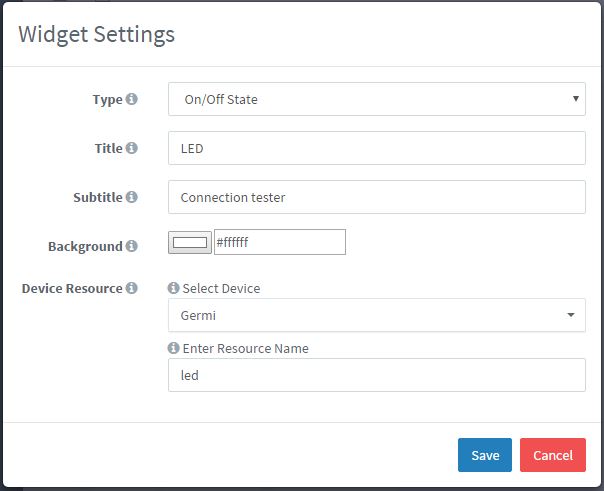 Widget Settings
Type
On/Off State
Title
LED
Subtitle
Connection tester
Background
#ffffff
Device Resource
Select Device
Germi
Enter Resource Name
led
Save Cancel